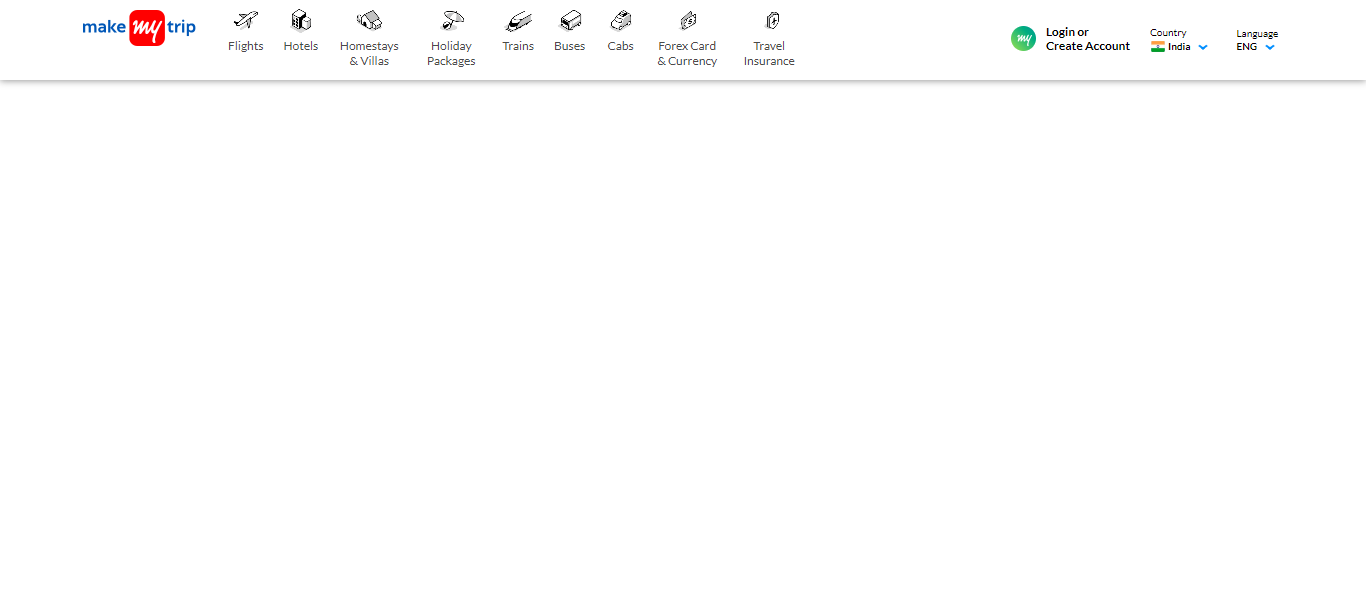 make my trip
Flights
Hotels
Homestays
& Villas
Holiday
Packages
Trains
Buses
Cabs
Forex Card
& Currency
Travel
Insurance
my
Login or
Create Account
Country
India
Language
ENG